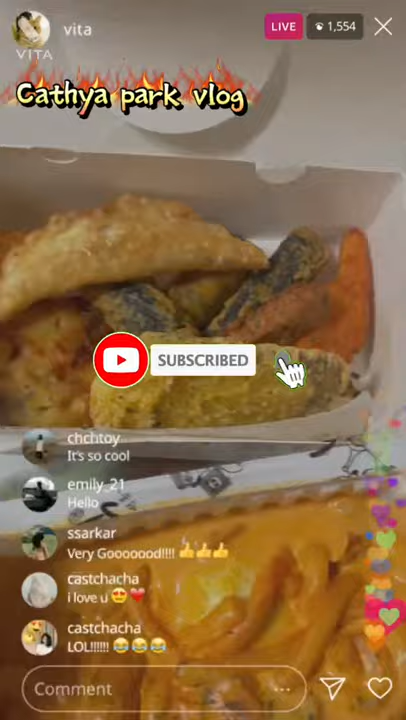 vita
LIVE
1,554
VITA
Cathya park vlog
SUBSCRIBED
chchtoy
It's so cool
emily_21
Hello
ssarkar
Very Gooooood!!!! 👍👍👍
castchacha
i love u 😍❤️
castchacha
LOL!!!!!! 😂😂😂
Comment